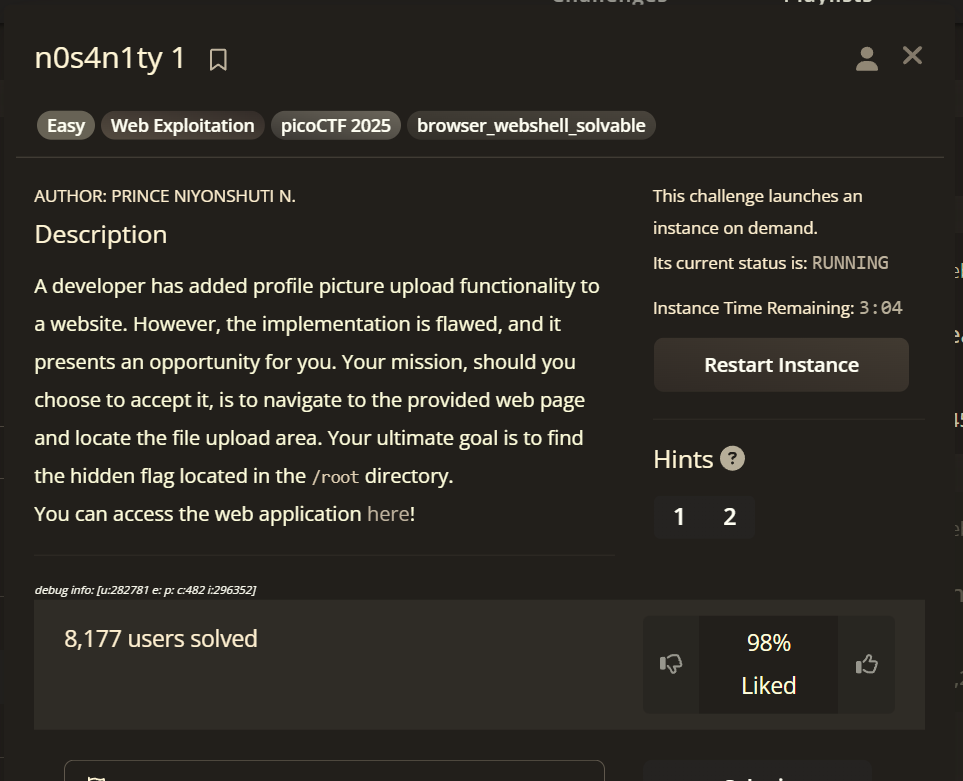 Playlists
n0s4n1ty 1
Easy
Web Exploitation
picoCTF 2025
browser_webshell_solvable
AUTHOR: PRINCE NIYONSHUTI N.
Description
A developer has added profile picture upload functionality to
a website. However, the implementation is flawed, and it
presents an opportunity for you. Your mission, should you
choose to accept it, is to navigate to the provided web page
and locate the file upload area. Your ultimate goal is to find
the hidden flag located in the /root directory.
You can access the web application here!
This challenge launches an
instance on demand.
Its current status is: RUNNING
Instance Time Remaining: 3:04
Restart Instance
Hints ?
1 2
debug info: [u:282781 e: p: c:482 i:296352]
8,177 users solved
98%
Liked